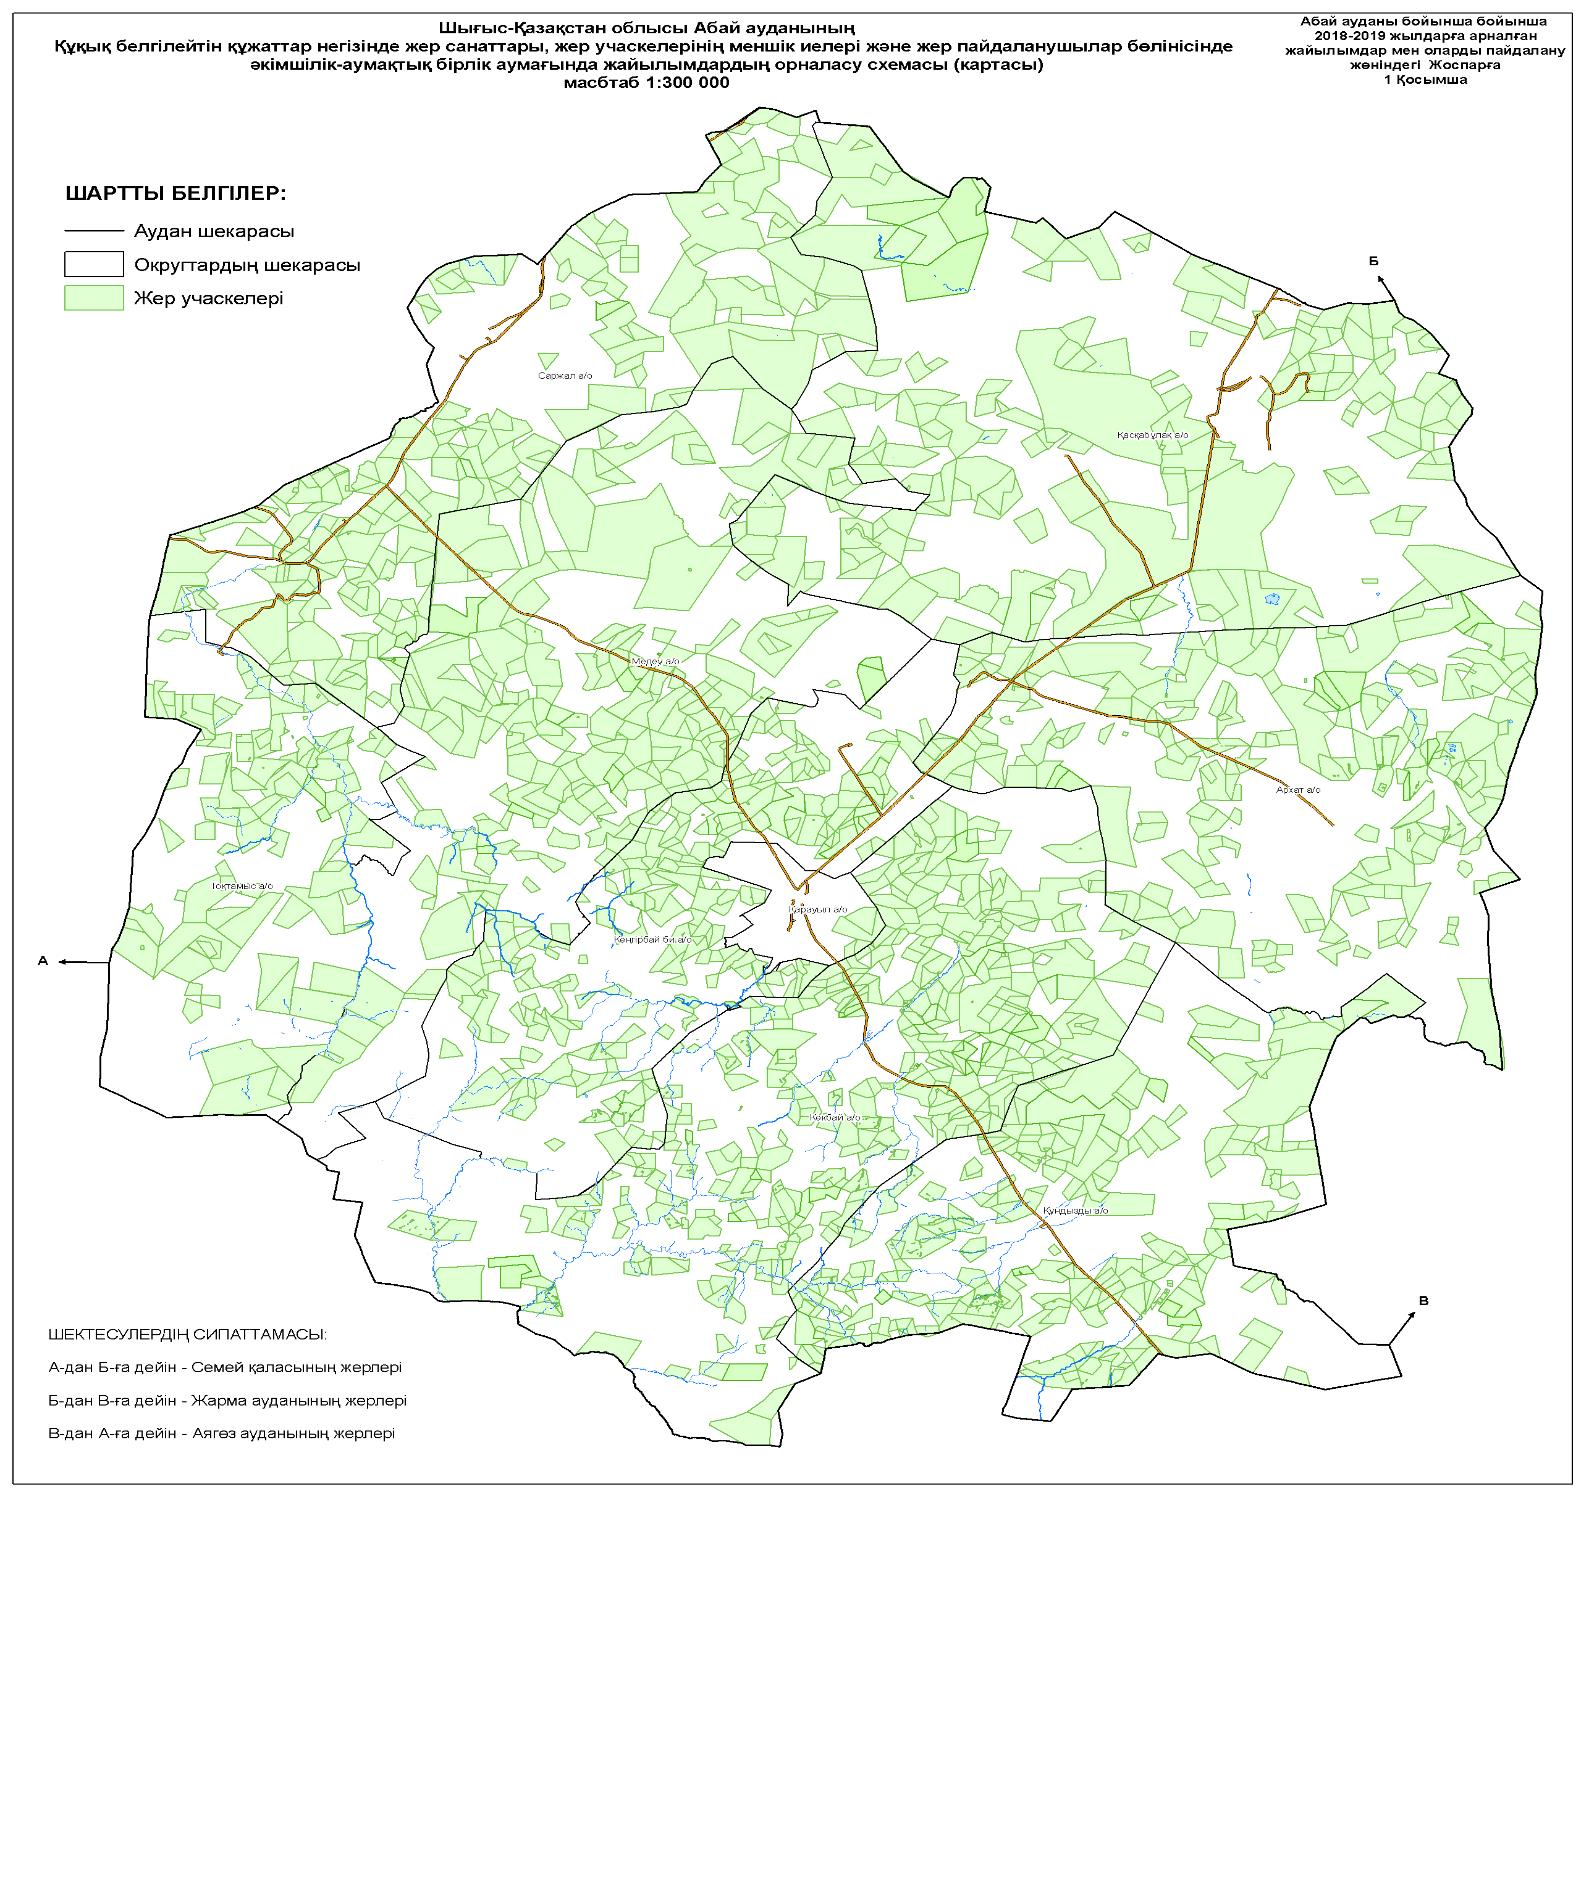 Шығыс-Қазақстан облысы Абай ауданының
Құқық белгілейтін құжаттар негізінде жер санаттары, жер учаскелерінің меншік иелері және жер пайдаланушылар бөлінісінде
әкімшілік-аумақтық бірлік аумағында жайылымдардың орналасу схемасы (картасы)
масбтаб 1:300 000
Абай ауданы бойынша бойынша
2018-2019 жылдарға арналған
жайылымдар мен оларды пайдалану
жөніндегі Жоспарға
1 Қосымша
ШАРТТЫ БЕЛГІЛЕР:
Аудан шекарасы
Округтардың шекарасы
Жер учаскелері
Б
Саржал а/о
Қасқабұлақ а/о
Медеу а/о
Архат а/о
Тоқтамыс а/о
Қарауыл а/о
Кеңгірбай би а/о
А
Көкбай а/о
Құндызды а/о
В
ШЕКТЕСУЛЕРДІҢ СИПАТТАМАСЫ:
А-дан Б-ға дейін - Семей қаласының жерлері
Б-дан В-ға дейін - Жарма ауданының жерлері
В-дан А-ға дейін - Аягөз ауданының жерлері